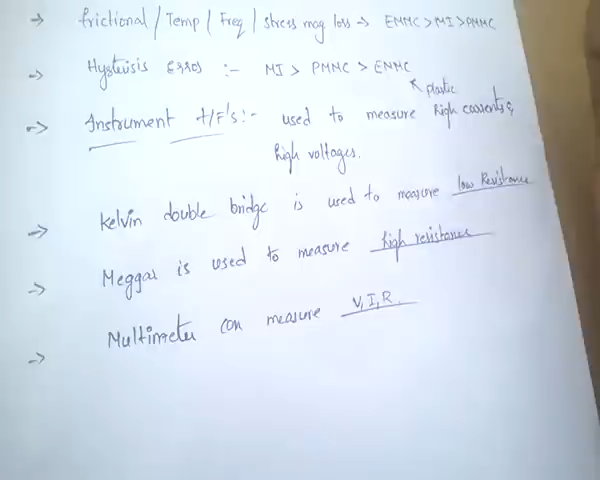 → frictional / Temp / Freq / stress mag loss → EMMC > MI > PMMC
→ Hysterisis Error :- MI > PMMC > EMMC
plastic
→ Instrument t/F's :- used to measure high currents &
high voltages.
→ Kelvin double bridge is used to measure low Resistance
→ Meggar is used to measure high resistances
→ Multimeter can measure V, I, R.
→